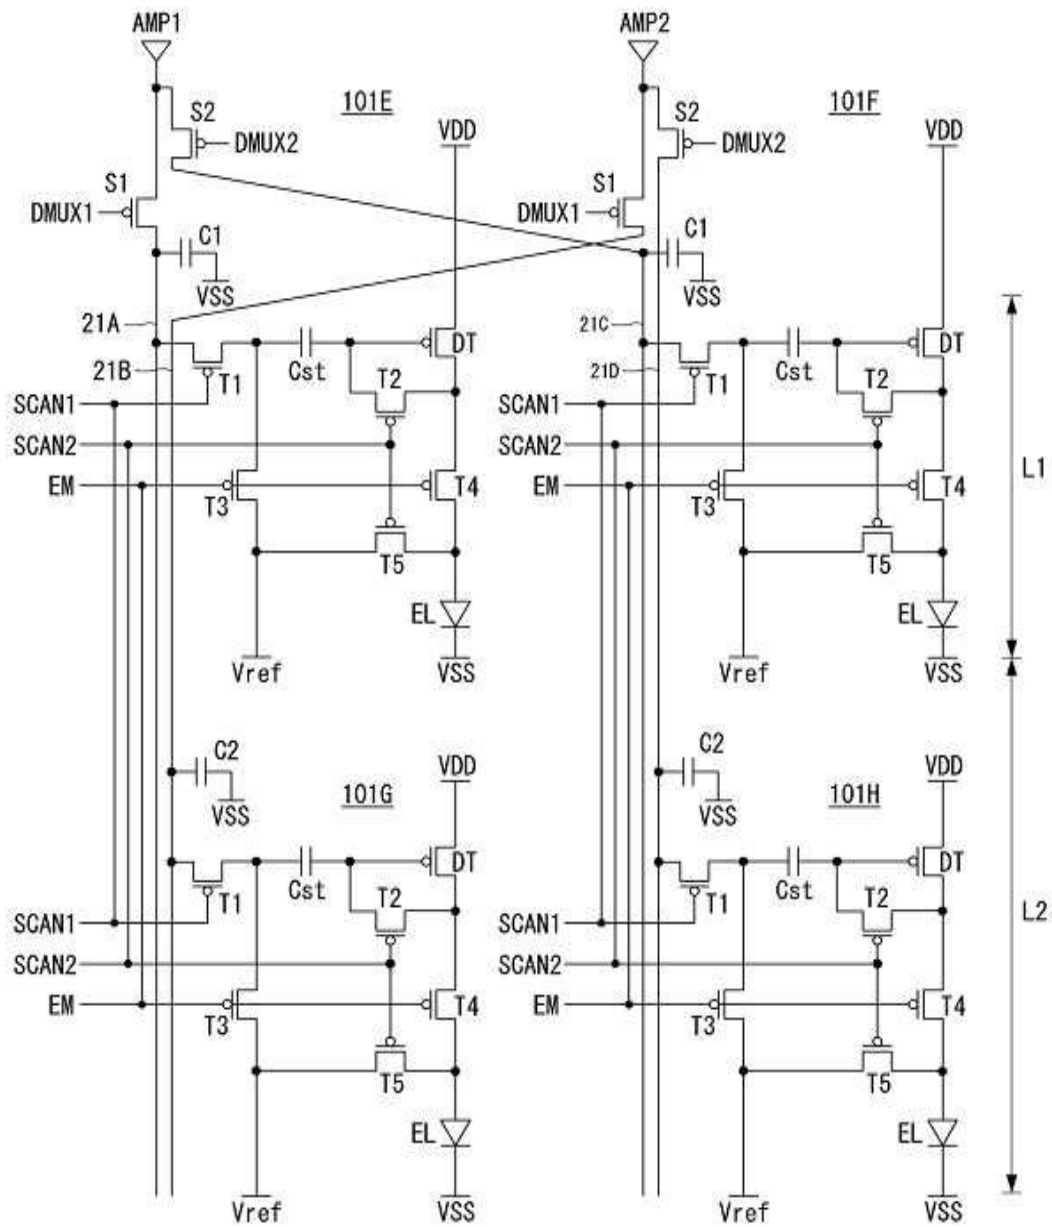 AMP1 AMP2
S2 101E S2 101F
DMUX2 VDD DMUX2 VDD
S1 S1
DMUX1 DMUX1
C1 C1
VSS VSS
21A 21C
DT DT
21B T1 Cst T2 21D T1 Cst T2
SCAN1 SCAN1
SCAN2 SCAN2
EM T3 T4 EM T3 T4 L1
T5 T5
EL EL
Vref VSS Vref VSS
C2 C2
VDD VDD
VSS 101G VSS 101H
DT DT
T1 Cst T2 T1 Cst T2
SCAN1 SCAN1 L2
SCAN2 SCAN2
EM T3 T4 EM T3 T4
T5 T5
EL EL
Vref VSS Vref VSS